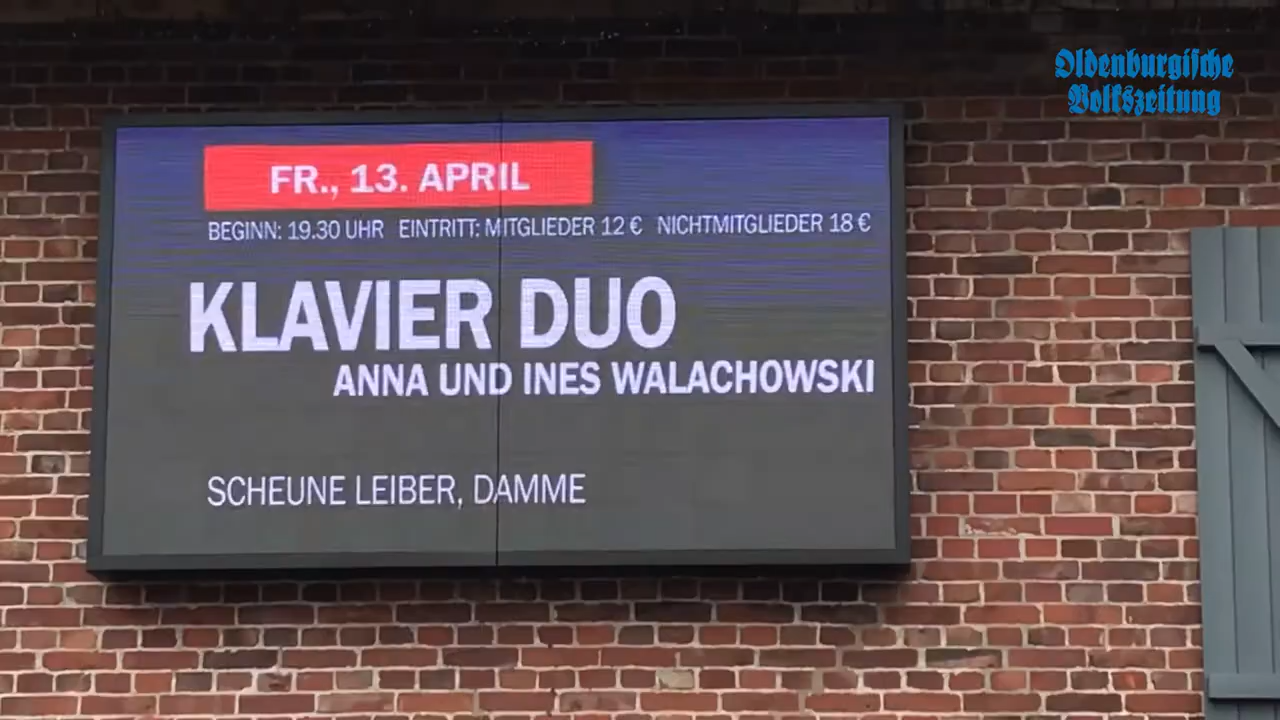 Oldenburgische
Volkszeitung
FR., 13. APRIL
BEGINN: 19.30 UHR EINTRITT: MITGLIEDER 12 € NICHTMITGLIEDER 18 €
KLAVIER DUO
ANNA UND INES WALACHOWSKI
SCHEUNE LEIBER, DAMME